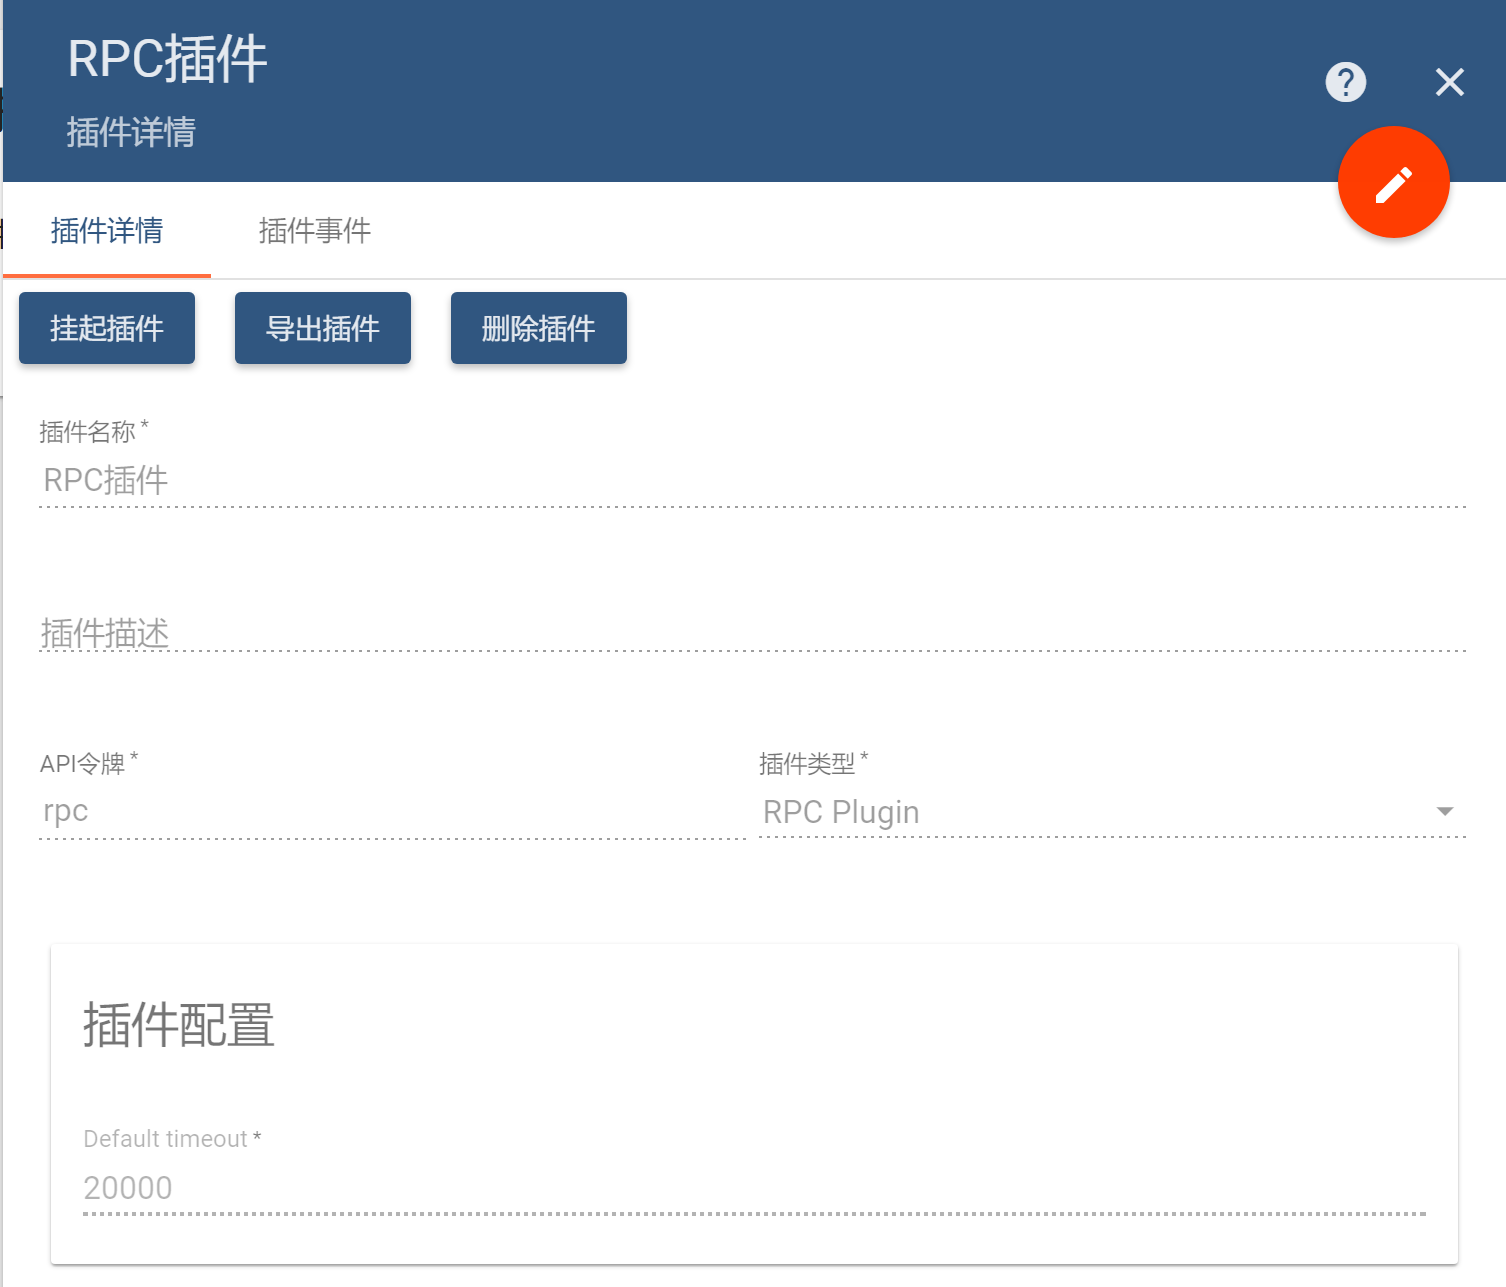 RPC插件
插件详情
插件详情 插件事件
挂起插件 导出插件 删除插件
插件名称 *
RPC插件
插件描述
API令牌 * 插件类型 *
rpc RPC Plugin
插件配置
Default timeout *
20000